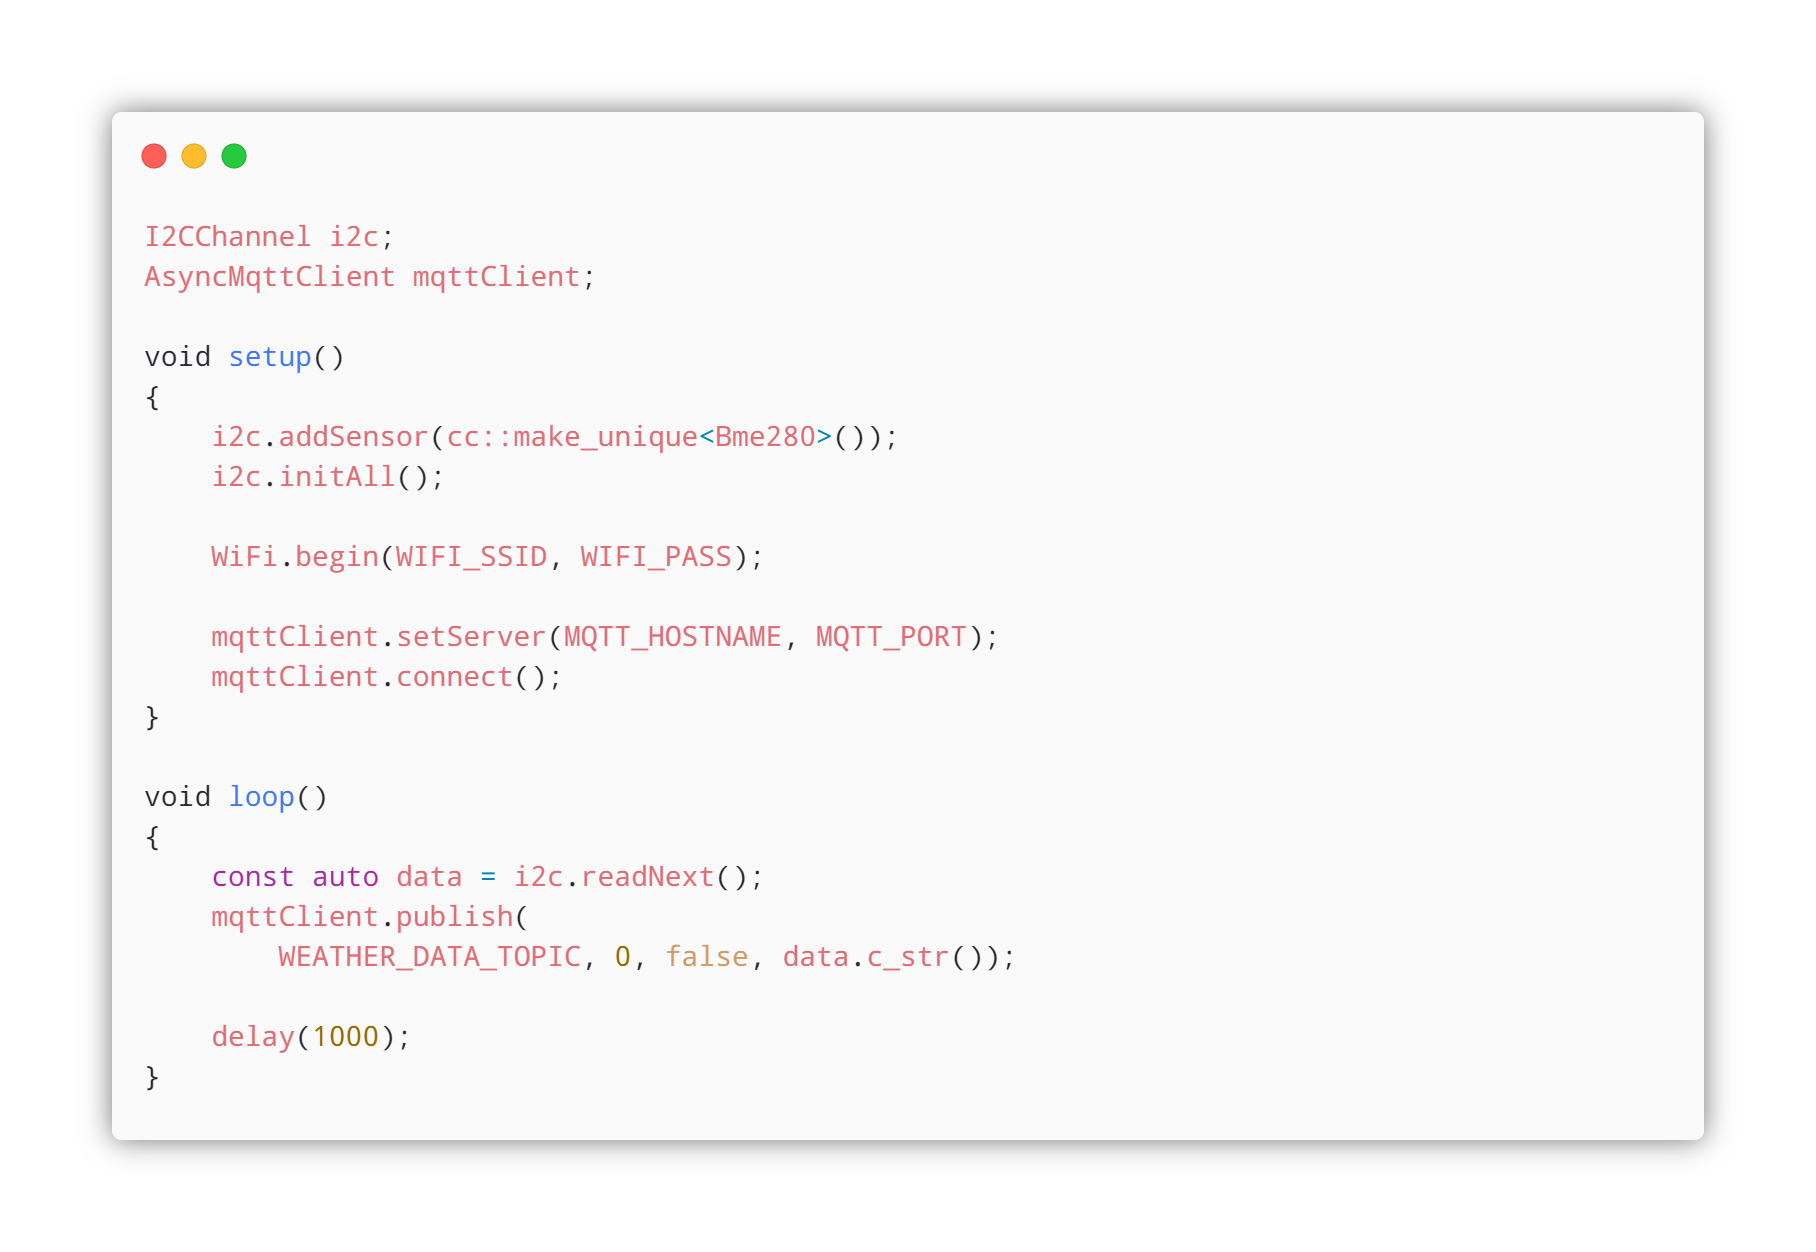 I2CChannel i2c;
AsyncMqttClient mqttClient;

void setup()
{
    i2c.addSensor(cc::make_unique<Bme280>());
    i2c.initAll();

    WiFi.begin(WIFI_SSID, WIFI_PASS);

    mqttClient.setServer(MQTT_HOSTNAME, MQTT_PORT);
    mqttClient.connect();
}

void loop()
{
    const auto data = i2c.readNext();
    mqttClient.publish(
        WEATHER_DATA_TOPIC, 0, false, data.c_str());

    delay(1000);
}